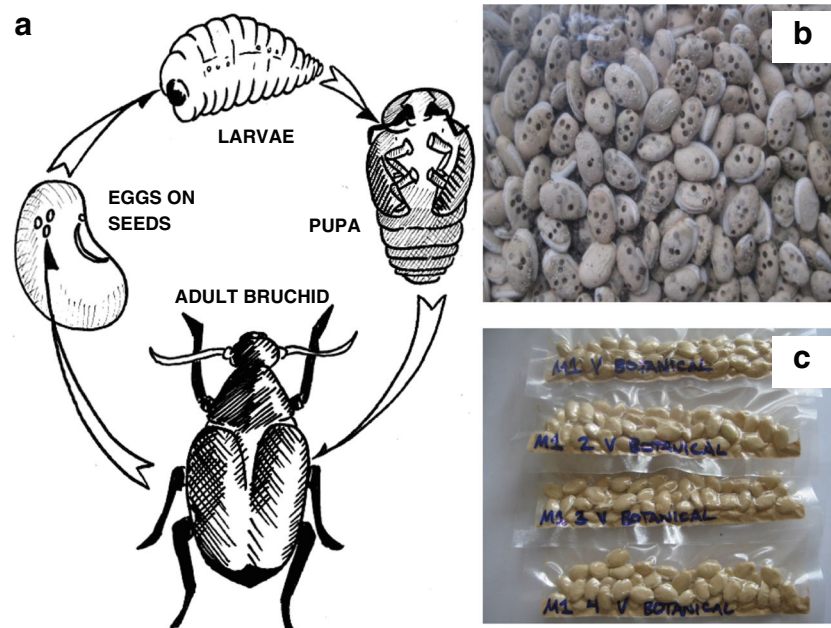 a
LARVAE
EGGS ON
SEEDS
PUPA
ADULT BRUCHID
b
c
M1 V BOTANICAL
M1 2 V BOTANICAL
M1 3 V BOTANICAL
M1 4 V BOTANICAL